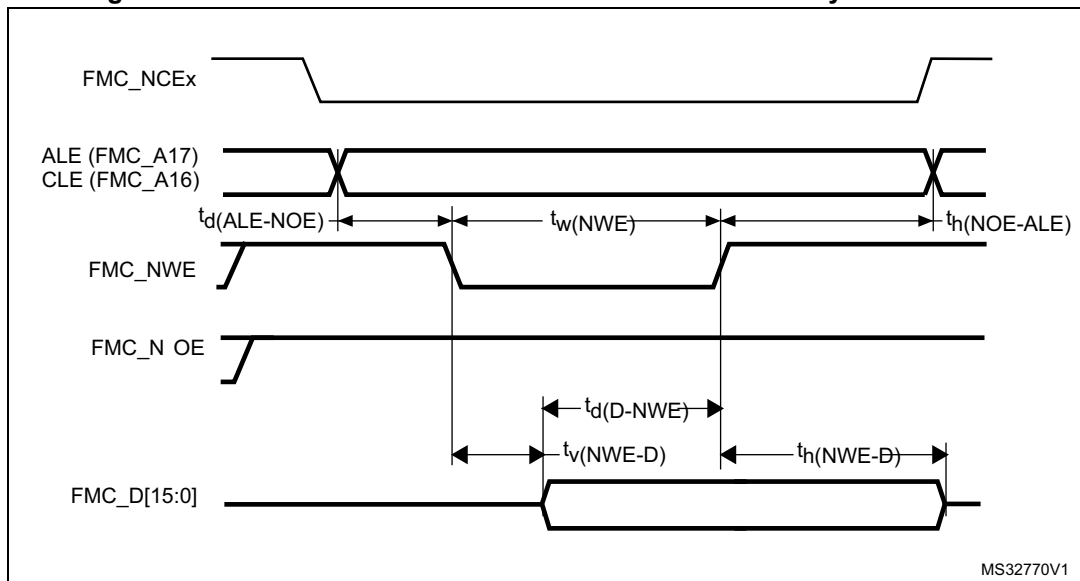 FMC_NCEx
ALE (FMC_A17)
CLE (FMC_A16)
td(ALE-NOE)
tw(NWE)
th(NOE-ALE)
FMC_NWE
FMC_N OE
td(D-NWE)
tv(NWE-D)
th(NWE-D)
FMC_D[15:0]
MS32770V1